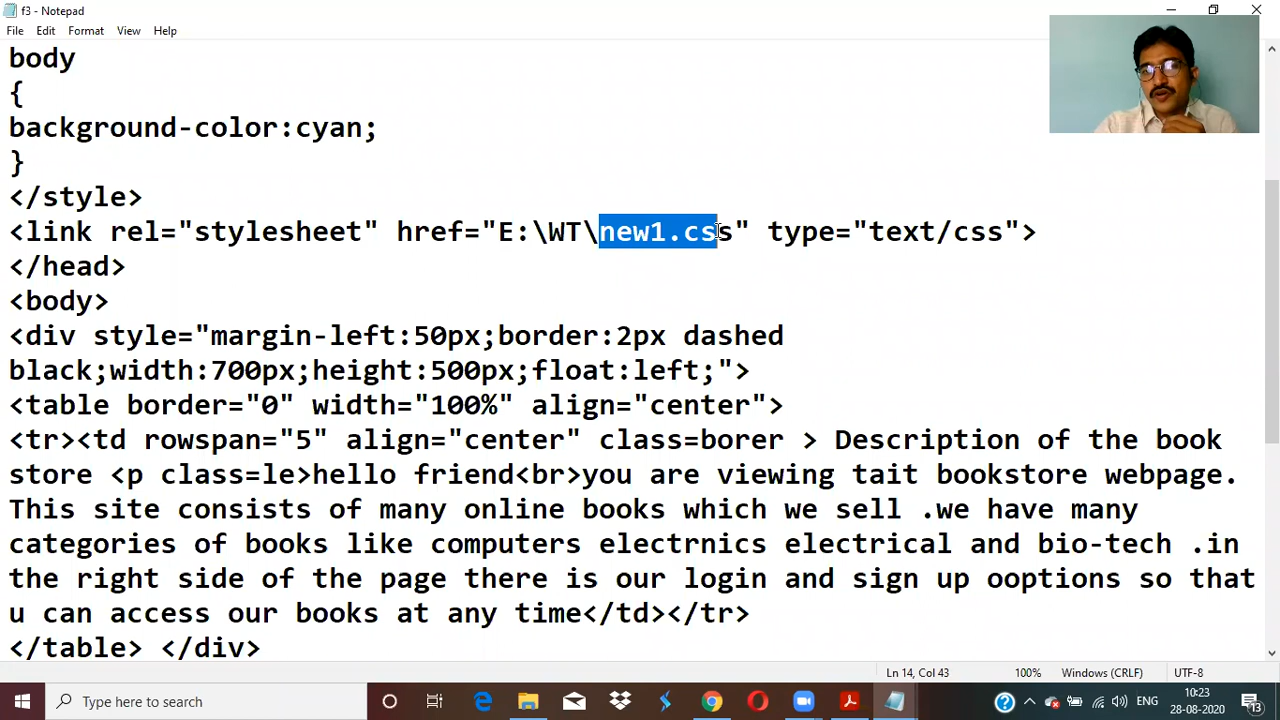 f3 - Notepad
File Edit Format View Help
body
{
background-color:cyan;
}
</style>
<link rel="stylesheet" href="E:\WT\new1.css" type="text/css">
</head>
<body>
<div style="margin-left:50px;border:2px dashed
black;width:700px;height:500px;float:left;">
<table border="0" width="100%" align="center">
<tr><td rowspan="5" align="center" class=borer > Description of the book
store <p class=le>hello friend<br>you are viewing tait bookstore webpage.
This site consists of many online books which we sell .we have many
categories of books like computers electrnics electrical and bio-tech .in
the right side of the page there is our login and sign up ooptions so that
u can access our books at any time</td></tr>
</table> </div>
Ln 14, Col 43 100% Windows (CRLF) UTF-8
Type here to search
ENG
10:23
28-08-2020
13